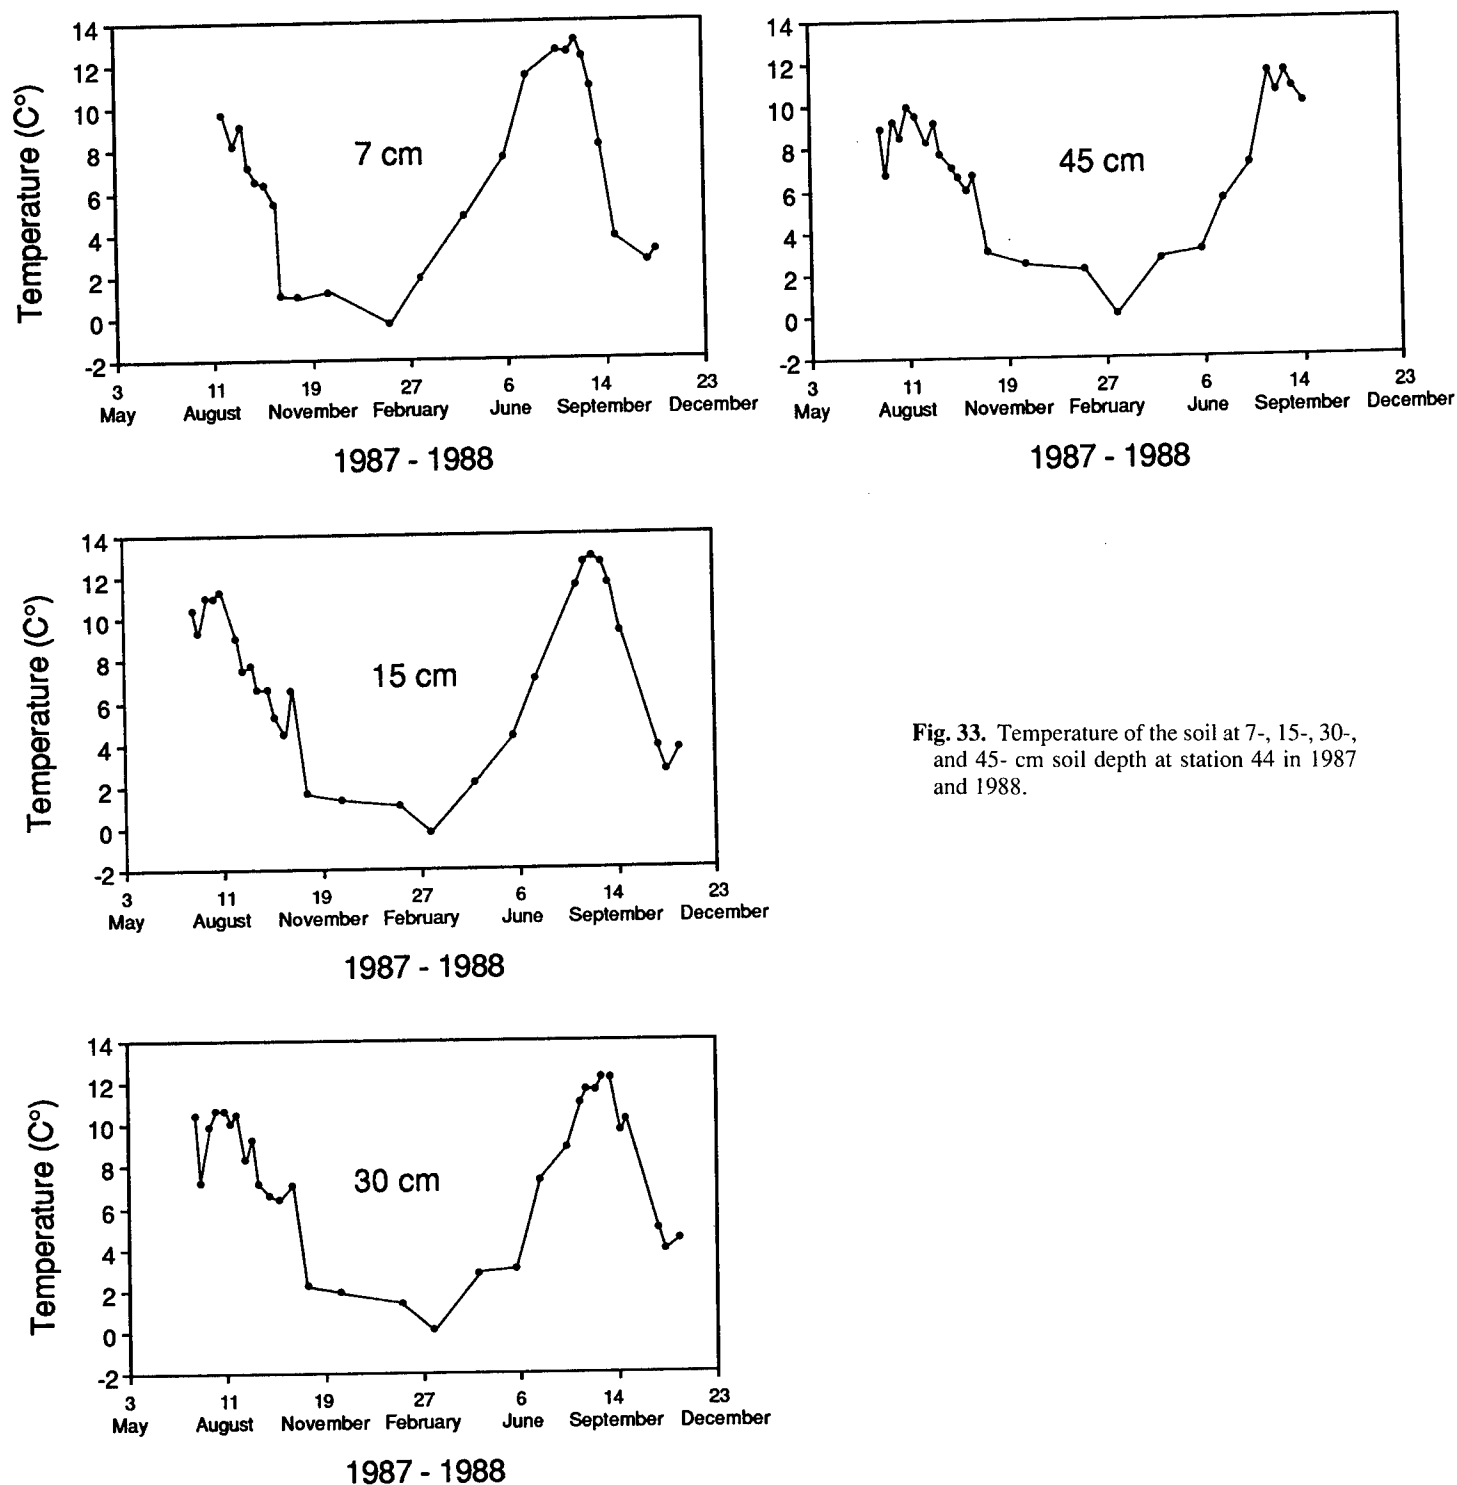 14
12
10
8
6
4
2
0
-2
Temperature (C°)
7 cm
3 11 19 27 6 14 23
May August November February June September December
1987 - 1988
14
12
10
8
6
4
2
0
-2
45 cm
3 11 19 27 6 14 23
May August November February June September December
1987 - 1988
14
12
10
8
6
4
2
0
-2
Temperature (C°)
15 cm
3 11 19 27 6 14 23
May August November February June September December
1987 - 1988
Fig. 33. Temperature of the soil at 7-, 15-, 30-,
and 45- cm soil depth at station 44 in 1987
and 1988.
14
12
10
8
6
4
2
0
-2
Temperature (C°)
30 cm
3 11 19 27 6 14 23
May August November February June September December
1987 - 1988